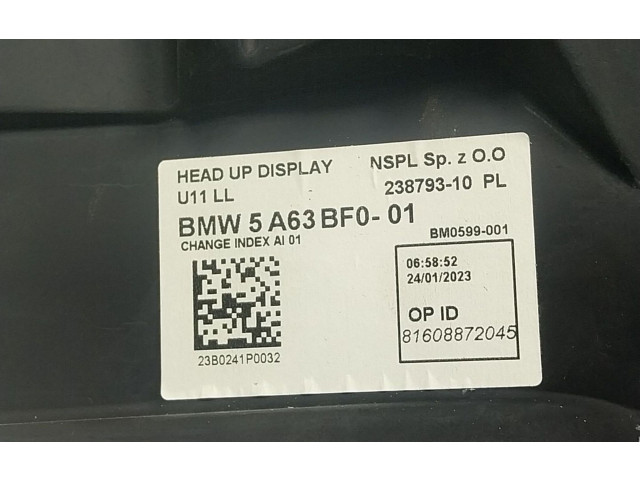 HEAD UP DISPLAY NSPL Sp. z O.O
U11 LL 238793-10 PL
BMW 5 A63 BF0-01
CHANGE INDEX AI 01 BM0599-001
06:58:52
24/01/2023
OP ID
81608872045
23B0241P0032